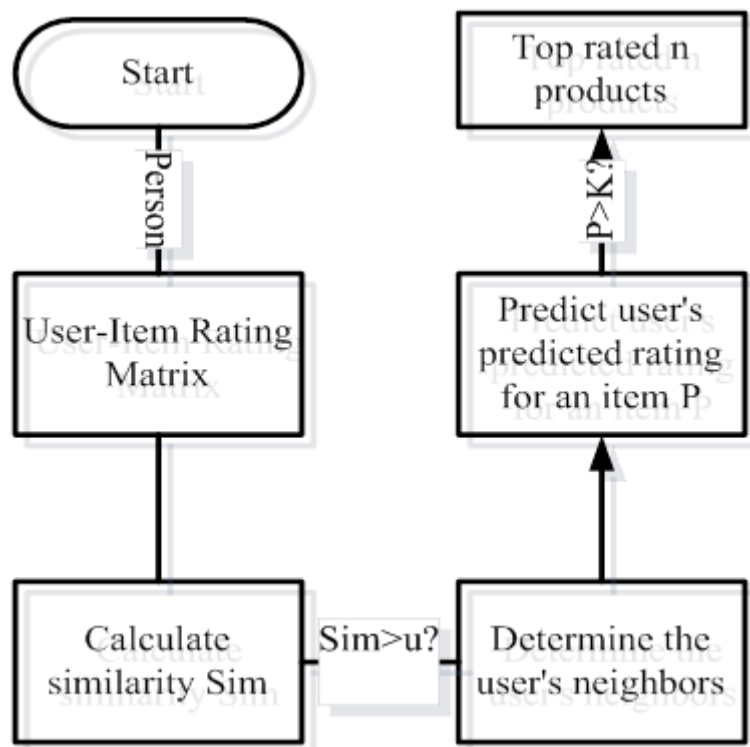 Start
Person
User-Item Rating
Matrix
Calculate
similarity Sim
Sim>u?
Determine the
user's neighbors
Predict user's
predicted rating
for an item P
P>K?
Top rated n
products